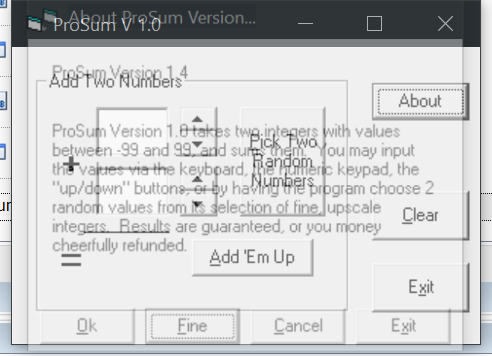 About ProSum Version...
ProSum V 1.0
ProSum Version 1.4
Add Two Numbers
About
ProSum Version 1.0 takes two integers with values
between -99 and 99, and sums them. You may input
the values via the keyboard, the numeric keypad, the
"up/down" buttons, or by having the program choose 2
random values from its selection of fine, upscale
integers. Results are guaranteed, or you money
cheerfully refunded.
+
Pick Two
Random
Numbers
Clear
=
Add 'Em Up
Exit
Ok Fine Cancel Exit